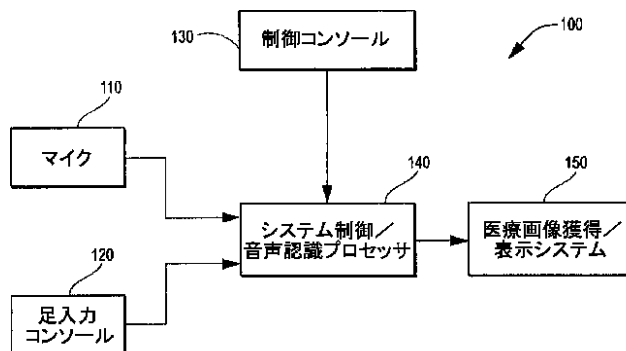 130
制御コンソール
100
110
マイク
140
システム制御/
音声認識プロセッサ
150
医療画像獲得/
表示システム
120
足入力
コンソール